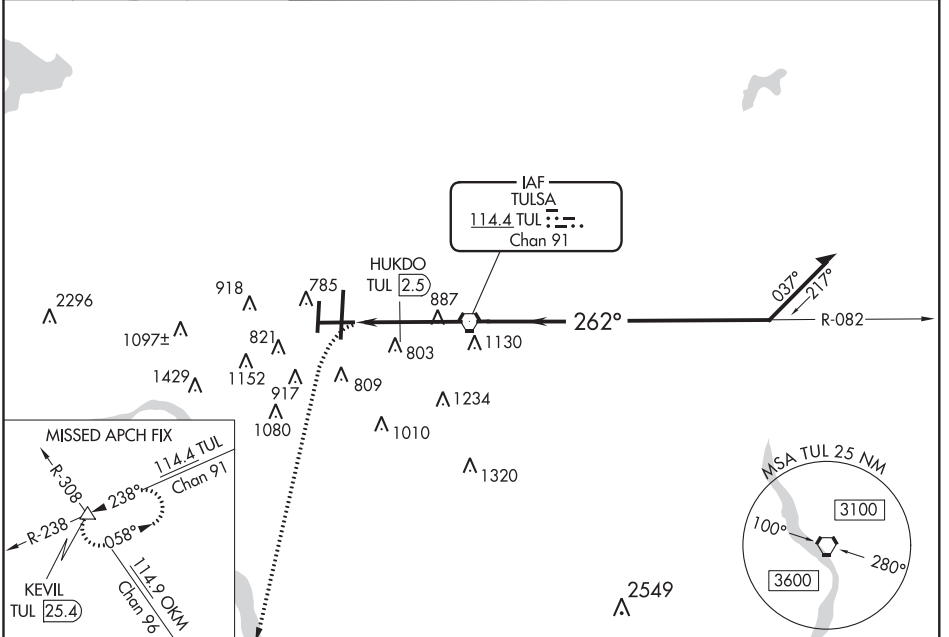 IAF
TULSA
114.4 TUL
Chan 91
HUKDO
TUL 2.5
037°
217°
R-082
262°
2296
918
785
887
1097±
821
803
1130
1429
1152
917
809
1234
1080
1010
1320
2549
MISSED APCH FIX
R-308
114.4 TUL
Chan 91
238°
R-238
058°
KEVIL
TUL 25.4
114.9 OKM
Chan 96
MSA TUL 25 NM
3100
100°
280°
3600